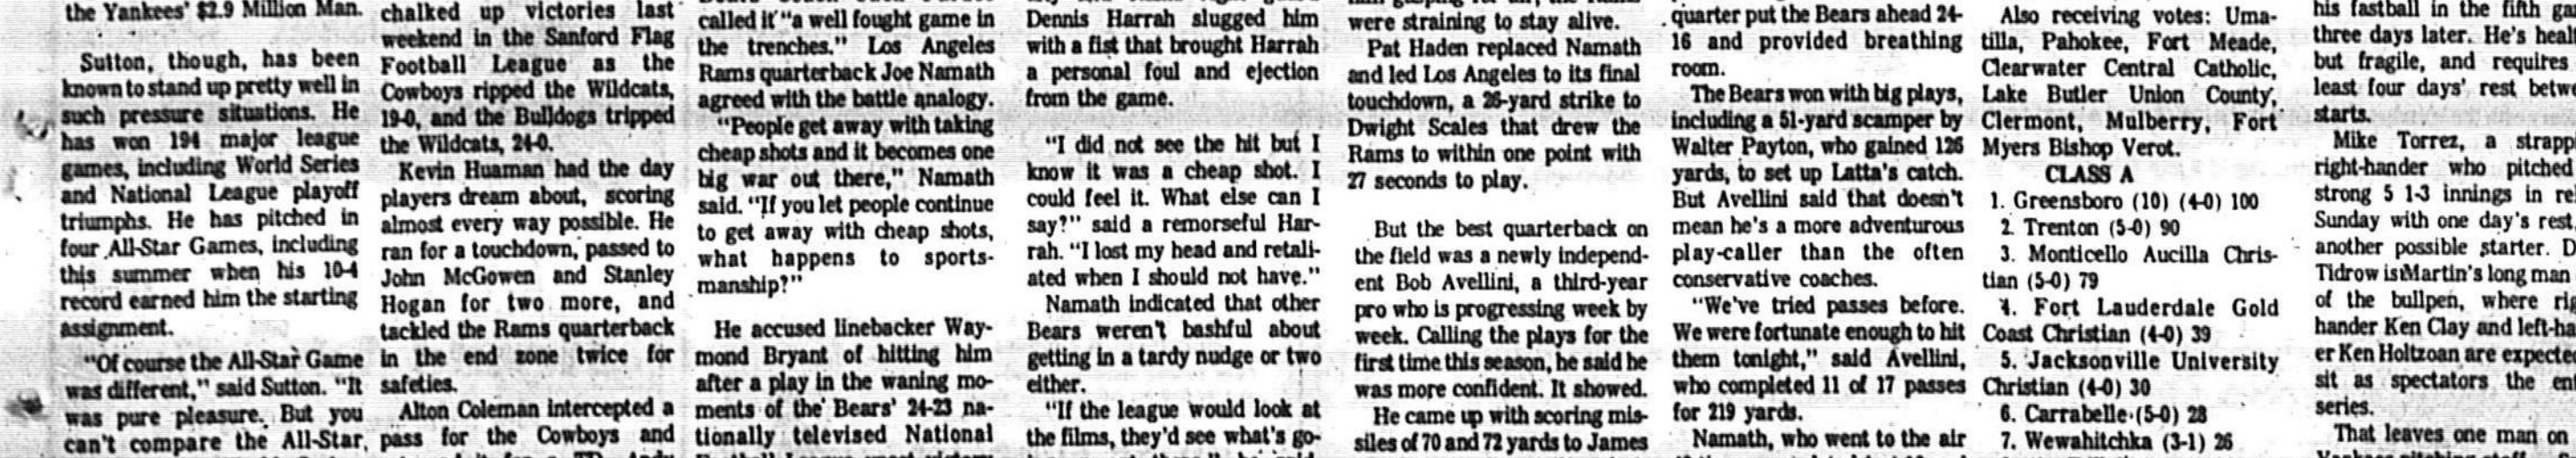 the Yankees' $2.9 Million Man.
Sutton, though, has been
known to stand up pretty well in
such pressure situations. He
has won 194 major league
games, including World Series
and National League playoff
triumphs. He has pitched in
four All-Star Games, including
this summer when his 10-4
record earned him the starting
assignment.
"Of course the All-Star Game
was different," said Sutton. "It
was pure pleasure. But you
can't compare the All-Star,
chalked up victories last
weekend in the Sanford Flag
Football League as the
Cowboys ripped the Wildcats,
19-0, and the Bulldogs tripped
the Wildcats, 24-0.
Kevin Huaman had the day
players dream about, scoring
almost every way possible. He
ran for a touchdown, passed to
John McGowen and Stanley
Hogan for two more, and
tackled the Rams quarterback
in the end zone twice for
safeties.
Alton Coleman intercepted a
pass for the Cowboys and
called it "a well fought game in
the trenches." Los Angeles
Rams quarterback Joe Namath
agreed with the battle analogy.
"People get away with taking
cheap shots and it becomes one
big war out there," Namath
said. "If you let people continue
to get away with cheap shots,
what happens to sports-
manship?"
He accused linebacker Way-
mond Bryant of hitting him
after a play in the waning mo-
ments of the Bears' 24-23 na-
tionally televised National
Dennis Harrah slugged him
with a fist that brought Harrah
a personal foul and ejection
from the game.
"I did not see the hit but I
know it was a cheap shot. I
could feel it. What else can I
say?" said a remorseful Har-
rah. "I lost my head and retali-
ated when I should not have."
Namath indicated that other
Bears weren't bashful about
getting in a tardy nudge or two
either.
"If the league would look at
the films, they'd see what's go-
were straining to stay alive.
Pat Haden replaced Namath
and led Los Angeles to its final
touchdown, a 26-yard strike to
Dwight Scales that drew the
Rams to within one point with
27 seconds to play.
But the best quarterback on
the field was a newly independ-
ent Bob Avellini, a third-year
pro who is progressing week by
week. Calling the plays for the
first time this season, he said he
was more confident. It showed.
He came up with scoring mis-
siles of 70 and 72 yards to James
quarter put the Bears ahead 24-
16 and provided breathing
room.
The Bears won with big plays,
including a 51-yard scamper by
Walter Payton, who gained 126
yards, to set up Latta's catch.
But Avellini said that doesn't
mean he's a more adventurous
play-caller than the often
conservative coaches.
"We've tried passes before.
We were fortunate enough to hit
them tonight," said Avellini,
who completed 11 of 17 passes
for 219 yards.
Namath, who went to the air
Also receiving votes: Uma-
tilla, Pahokee, Fort Meade,
Clearwater Central Catholic,
Lake Butler Union County,
Clermont, Mulberry, Fort
Myers Bishop Verot.
CLASS A
1. Greensboro (10) (4-0) 100
2. Trenton (5-0) 90
3. Monticello Aucilla Chris-
tian (5-0) 79
4. Fort Lauderdale Gold
Coast Christian (4-0) 39
5. Jacksonville University
Christian (4-0) 30
6. Carrabelle (5-0) 28
7. Wewahitchka (3-1) 26
his fastball in the fifth
three days later. He's
but fragile, and requires
least four days' rest
starts.
Mike Torrez, a
right-hander who pitched
strong 5 1-3 innings in
Sunday with one day's rest,
another possible starter.
Tidrow is Martin's long man
of the bullpen, where
hander Ken Clay and
er Ken Holtzoan are
sit as spectators the
series.
That leaves one man on